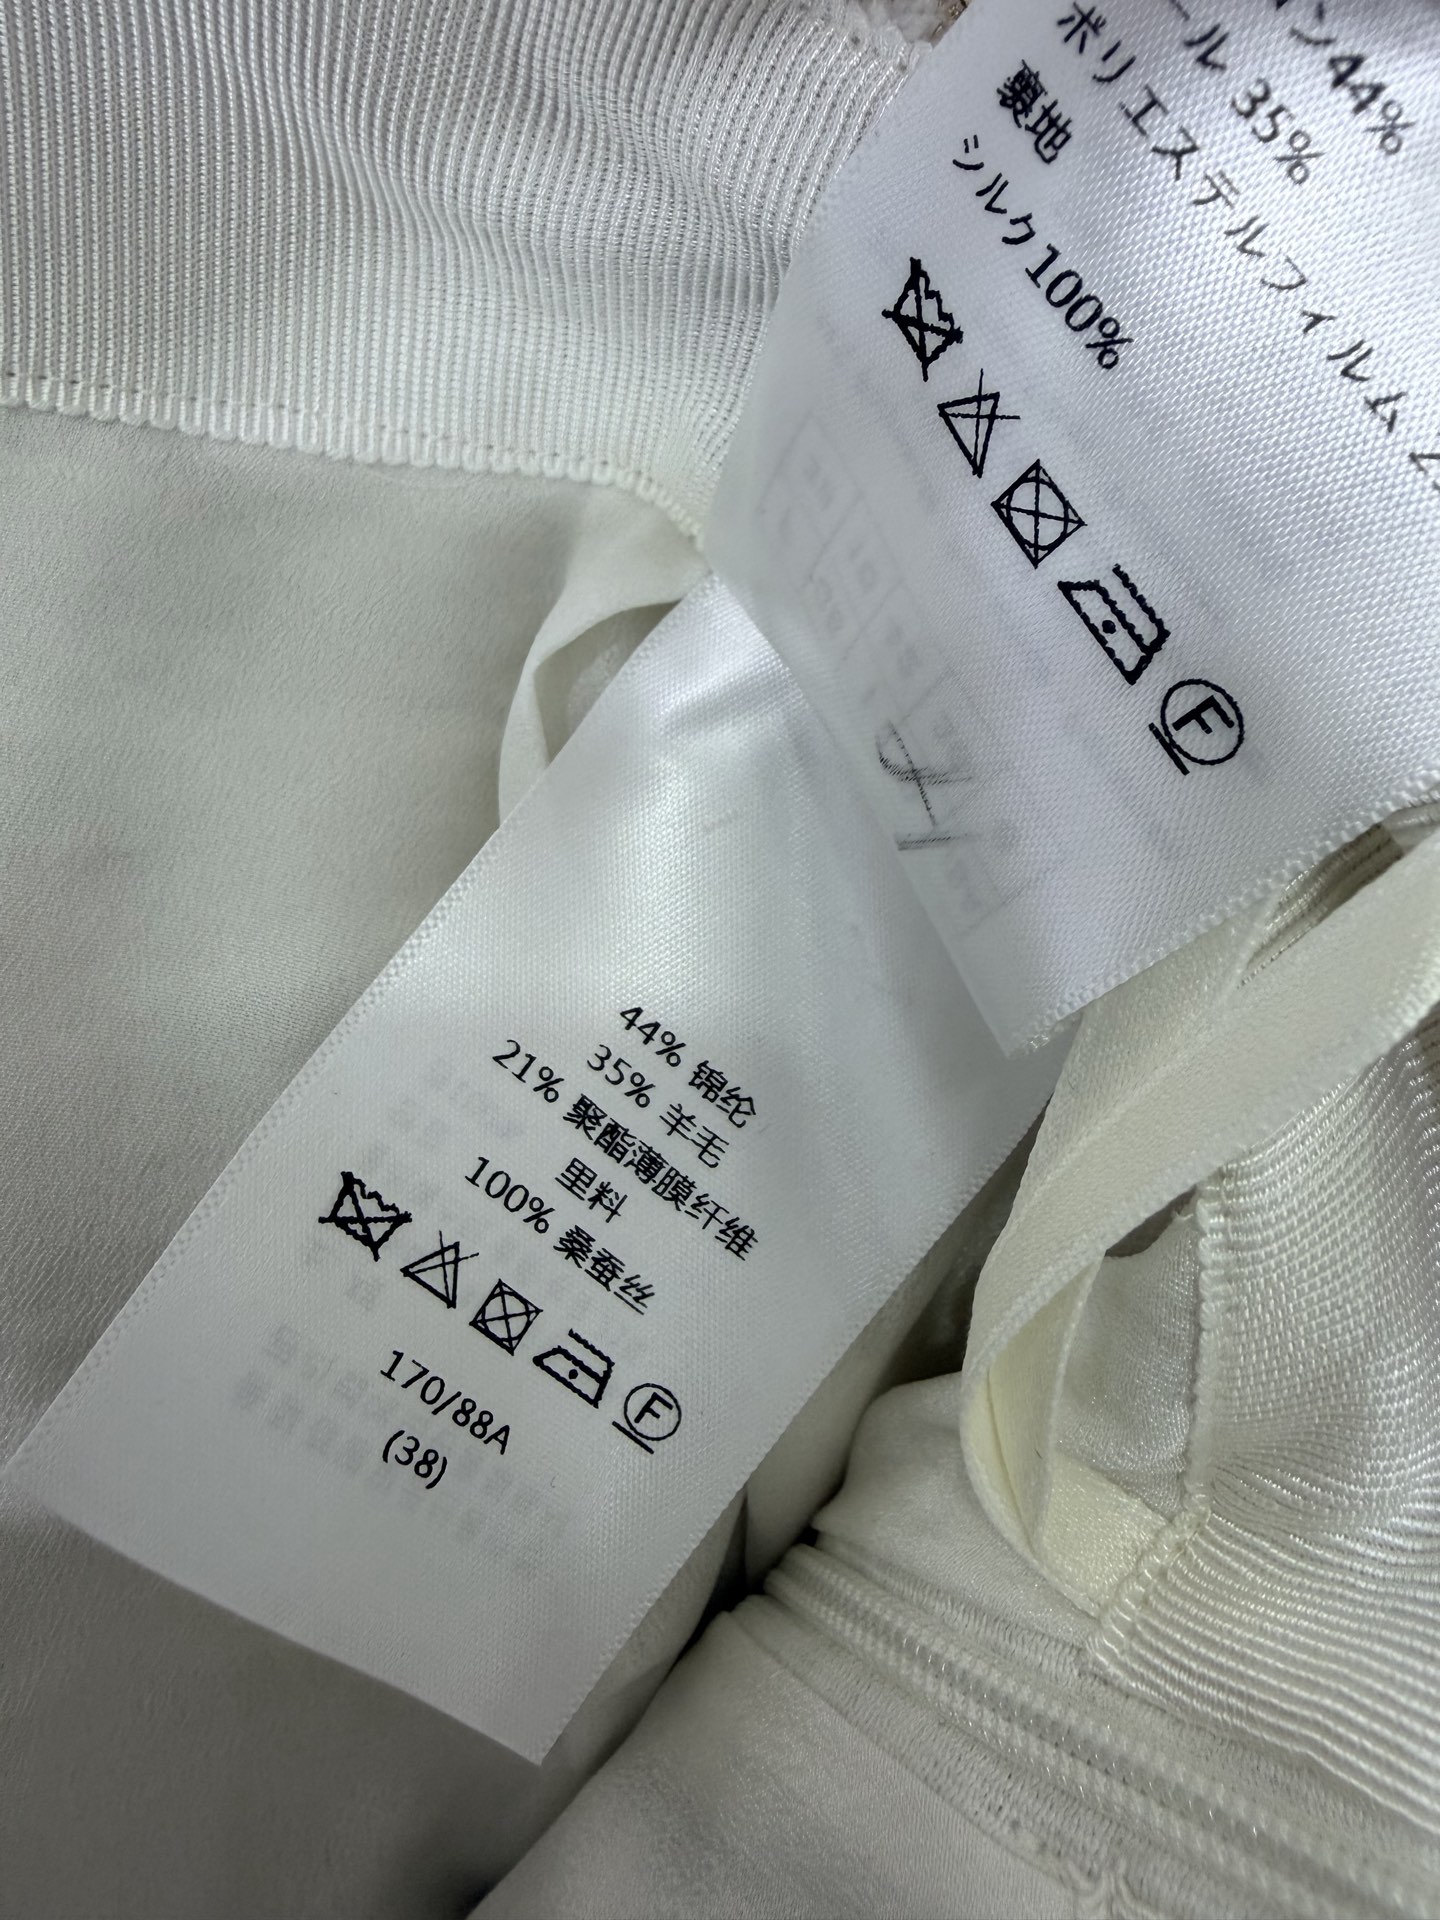 ン44%
ール 35%
ポリエステルフィルム 2
裏地
シルク100%
F
44% 锦纶
35% 羊毛
21% 聚酯薄膜纤维
里料
100% 桑蚕丝
F
170/88A
(38)